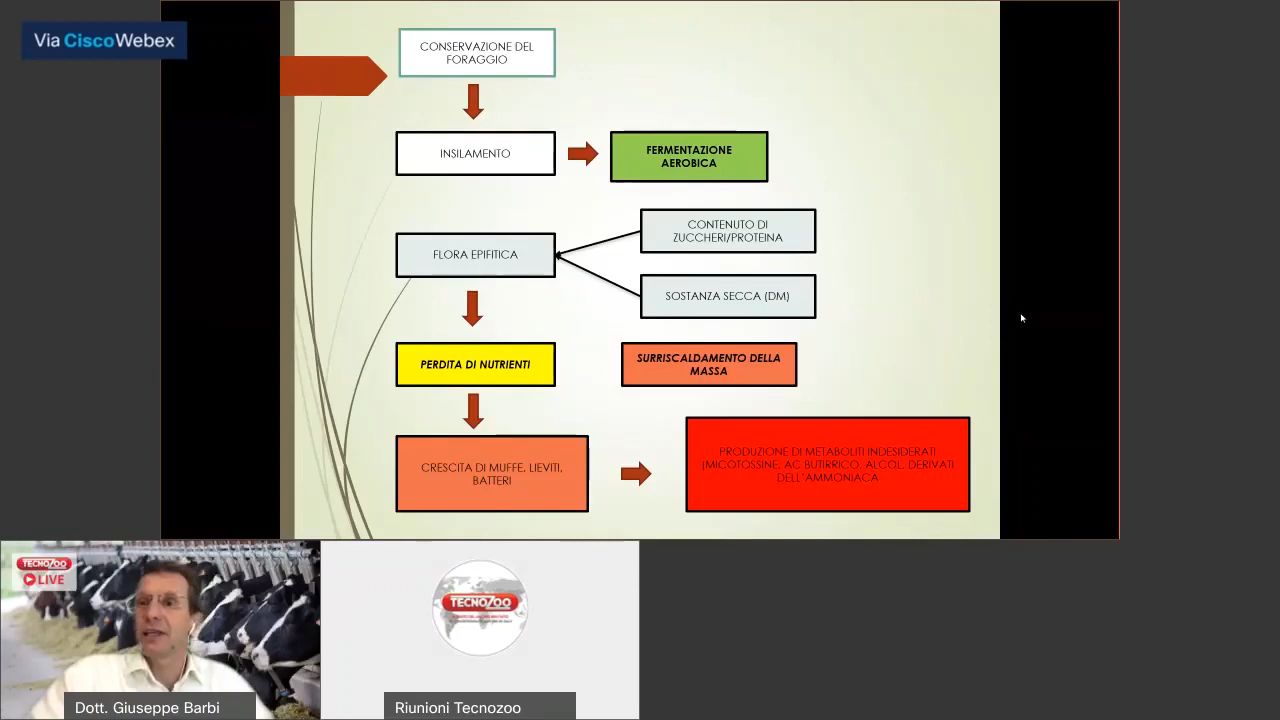 Via Cisco Webex
CONSERVAZIONE DEL
FORAGGIO
INSILAMENTO
FERMENTAZIONE
AEROBICA
CONTENUTO DI
ZUCCHERI/PROTEINA
FLORA EPIFITICA
SOSTANZA SECCA (DM)
PERDITA DI NUTRIENTI
SURRISCALDAMENTO DELLA
MASSA
CRESCITA DI MUFFE, LIEVITI,
BATTERI
PRODUZIONE DI METABOLITI INDESIDERATI
(MICOTOSSINE, AC BUTIRRICO, ALCOL, DERIVATI
DELL'AMMONIACA
TECNOZOO
LIVE
Dott. Giuseppe Barbi
TECNOZOO
Riunioni Tecnozoo